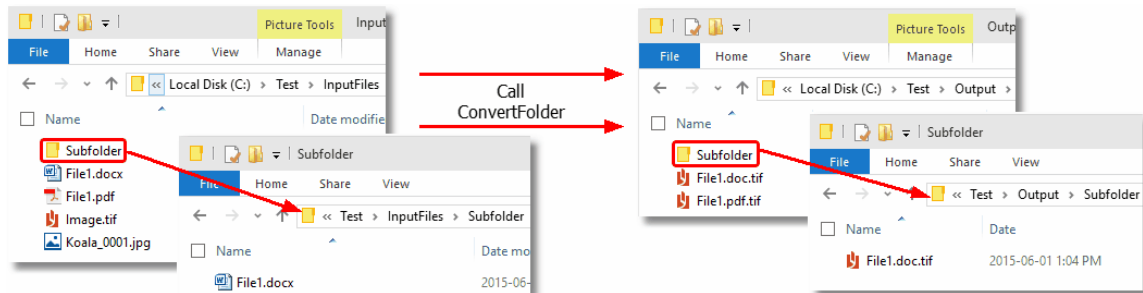 Picture Tools Input
File Home Share View Manage
« Local Disk (C:) > Test > InputFiles
Name Date modifie
Subfolder
File1.docx
File1.pdf
Image.tif
Koala_0001.jpg
Subfolder
File Home Share View
« Test > InputFiles > Subfolder
Name Date mo
File1.docx 2015-06-
Call
ConvertFolder
Picture Tools Outp
File Home Share View Manage
« Local Disk (C:) > Test > Output >
Name
Subfolder
File1.doc.tif
File1.pdf.tif
Subfolder
File Home Share View
« Test > Output > Subfolder
Name Date
File1.doc.tif 2015-06-01 1:04 PM